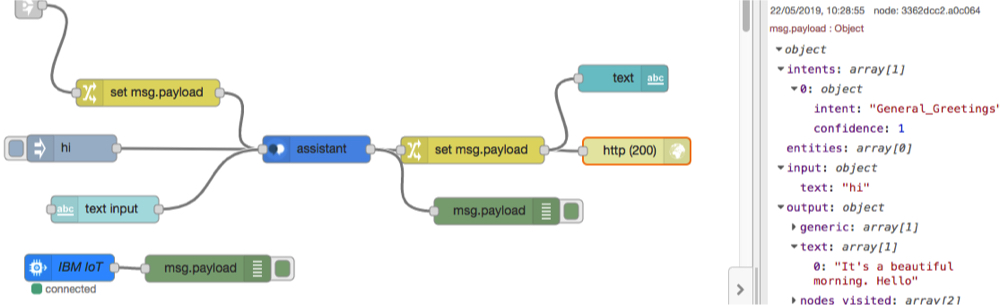 22/05/2019, 10:28:55 node: 3362dcc2.a0c064
msg.payload : Object
object
intents: array[1]
0: object
intent: "General_Greetings"
confidence: 1
entities: array[0]
input: object
text: "hi"
output: object
generic: array[1]
text: array[1]
0: "It's a beautiful
morning. Hello"
nodes_visited: array[2]
text abc
set msg.payload
hi
assistant
set msg.payload
http (200)
abc text input
msg.payload
IBM IoT
msg.payload
connected